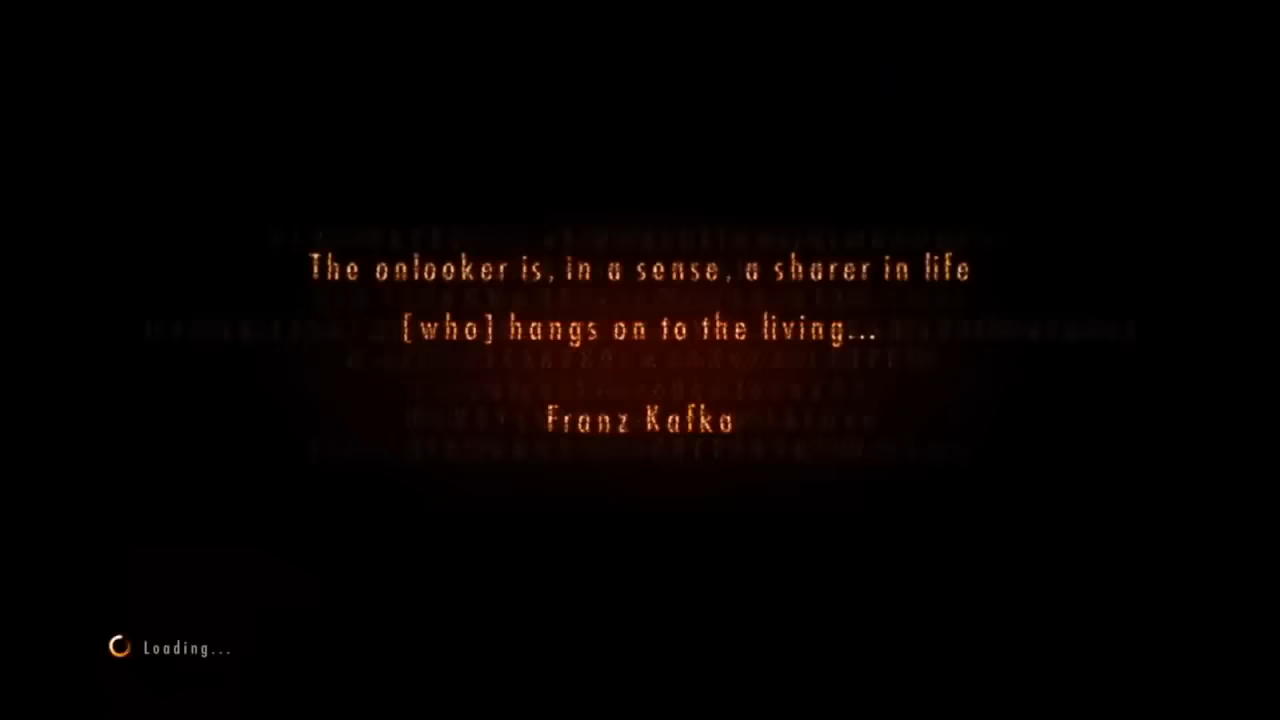 The onlooker is, in a sense, a sharer in life
[who] hangs on to the living...
Franz Kafka
Loading...